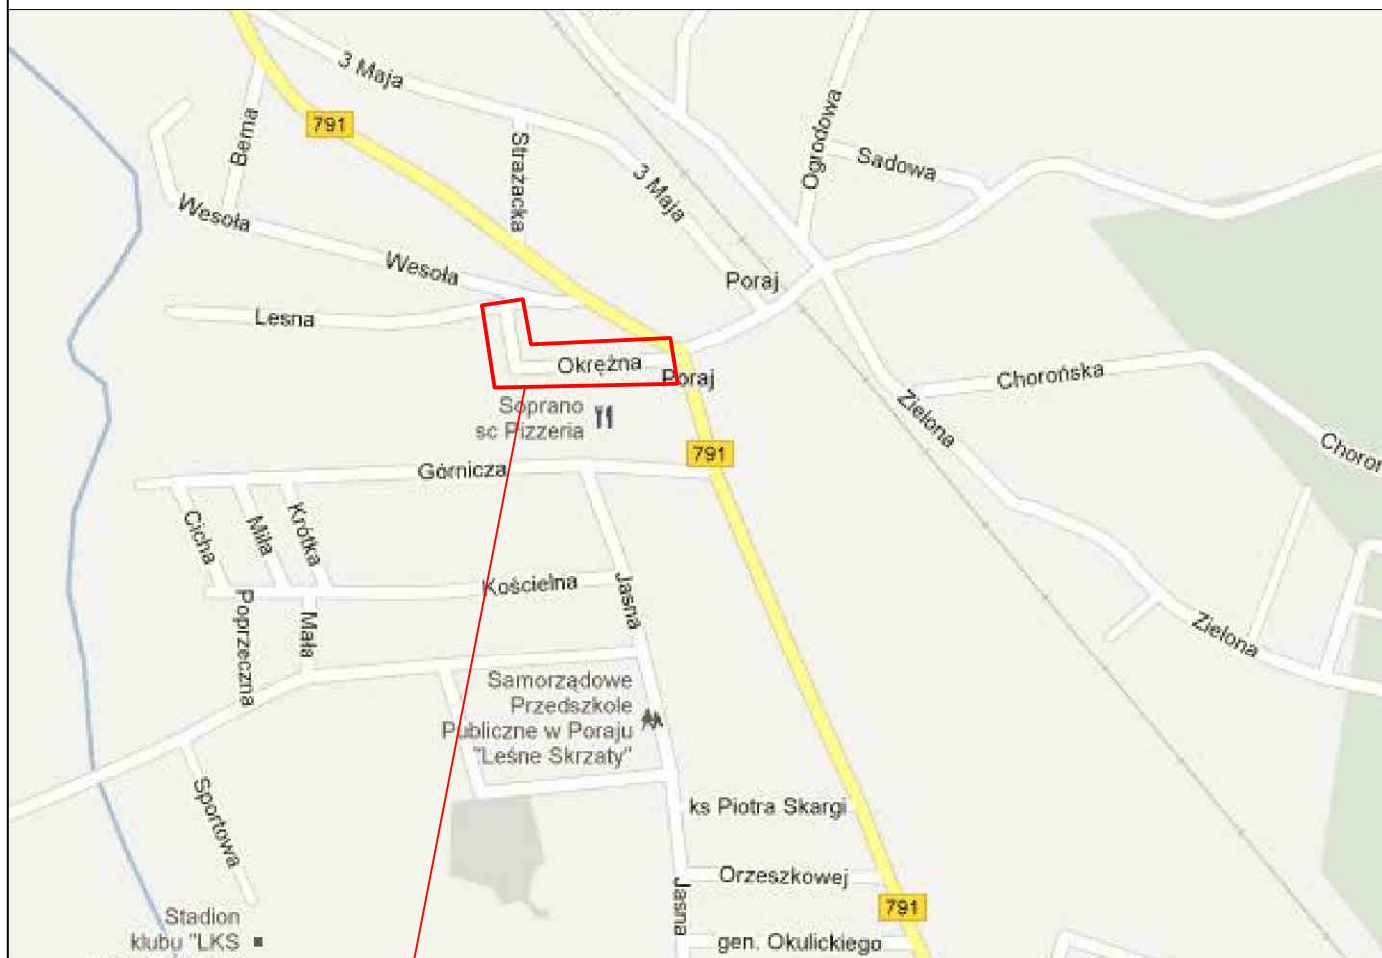 3 Maja
791
Bema
Strażacka
3 Maja
Ogrodowa
Sadowa
Wesoła
Wesoła
Poraj
Lesna
Okrężna
Poraj
Chorońska
Zielona
Soprano
sc Pizzeria
791
Górnicza
Cicha
Miła
Krótka
Kościelna
Jasna
Poprzeczna
Mała
Zielona
Samorządowe
Przedszkole
Publiczne w Poraju
"Leśne Skrzaty"
Sportowa
ks Piotra Skargi
Orzeszkowej
Jasna
791
Stadion
klubu "LKS
gen. Okulickiego